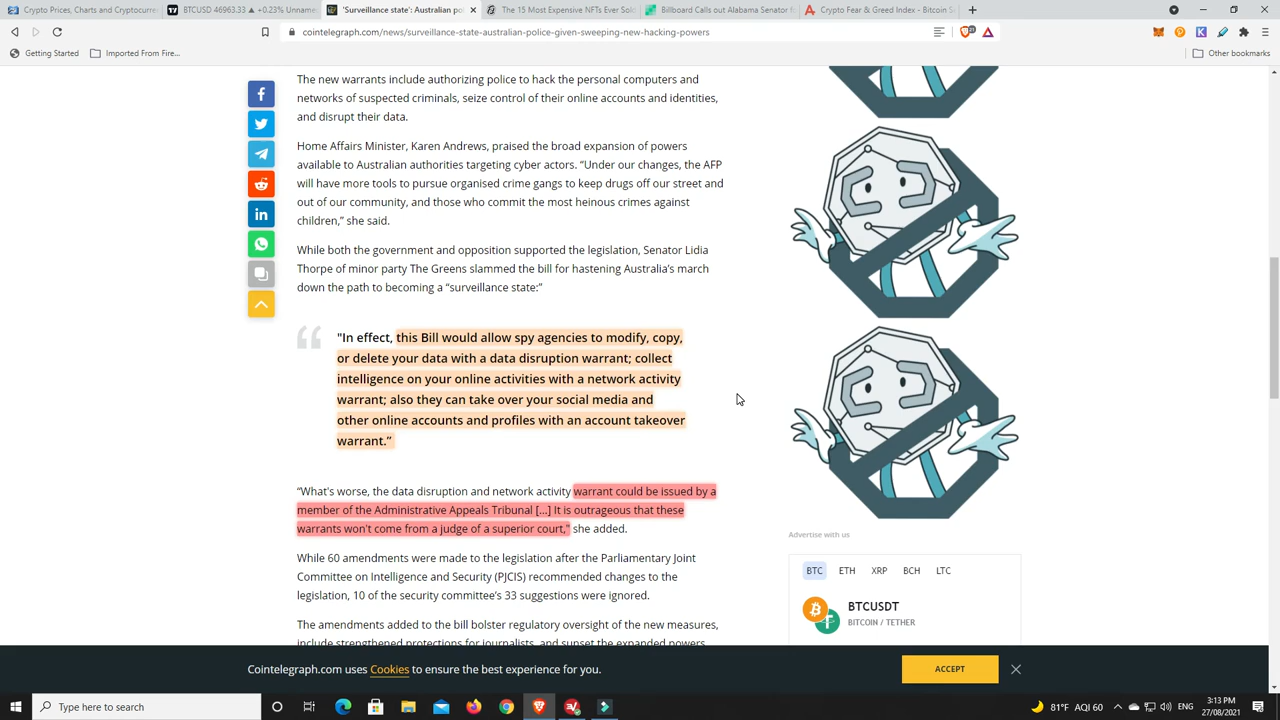 Crypto Prices, Charts and Cryptocurr
BTCUSD 46963.33 ▲ +0.23% Unname
'Surveillance state': Australian pol
The 15 Most Expensive NFTs Ever Sol
Billboard Calls out Alabama Senator f
Crypto Fear & Greed Index - Bitcoin S
cointelegraph.com/news/surveillance-state-australian-police-given-sweeping-new-hacking-powers
Getting Started
Imported From Fire...
Other bookmarks
The new warrants include authorizing police to hack the personal computers and
networks of suspected criminals, seize control of their online accounts and identities,
and disrupt their data.
Home Affairs Minister, Karen Andrews, praised the broad expansion of powers
available to Australian authorities targeting cyber actors. “Under our changes, the AFP
will have more tools to pursue organised crime gangs to keep drugs off our street and
out of our community, and those who commit the most heinous crimes against
children,” she said.
While both the government and opposition supported the legislation, Senator Lidia
Thorpe of minor party The Greens slammed the bill for hastening Australia’s march
down the path to becoming a “surveillance state:”
"In effect, this Bill would allow spy agencies to modify, copy,
or delete your data with a data disruption warrant; collect
intelligence on your online activities with a network activity
warrant; also they can take over your social media and
other online accounts and profiles with an account takeover
warrant.”
“What's worse, the data disruption and network activity warrant could be issued by a
member of the Administrative Appeals Tribunal [...] It is outrageous that these
warrants won't come from a judge of a superior court,” she added.
While 60 amendments were made to the legislation after the Parliamentary Joint
Committee on Intelligence and Security (PJCIS) recommended changes to the
legislation, 10 of the security committee’s 33 suggestions were ignored.
The amendments added to the bill bolster regulatory oversight of the new measures,
include strengthened protections for journalists, and sunset the expanded powers
Advertise with us
BTC ETH XRP BCH LTC
BTCUSDT
BITCOIN / TETHER
Cointelegraph.com uses Cookies to ensure the best experience for you.
ACCEPT
Type here to search
81°F AQI 60
ENG
3:13 PM
27/08/2021